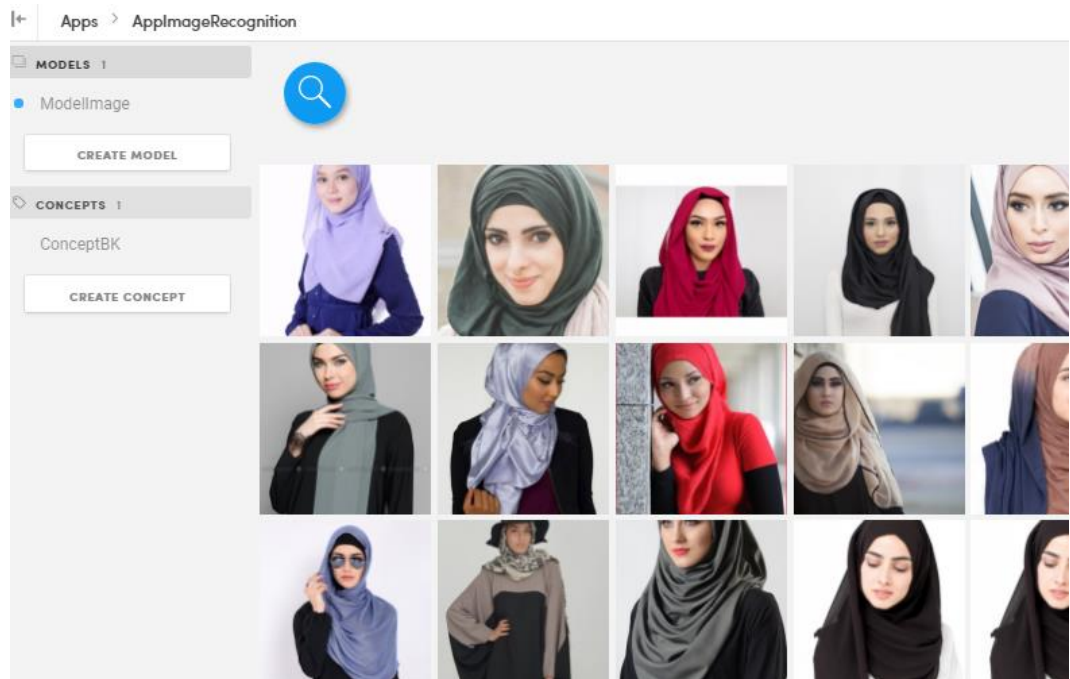 Apps > AppImageRecognition
MODELS 1
ModelImage
CREATE MODEL
CONCEPTS 1
ConceptBK
CREATE CONCEPT